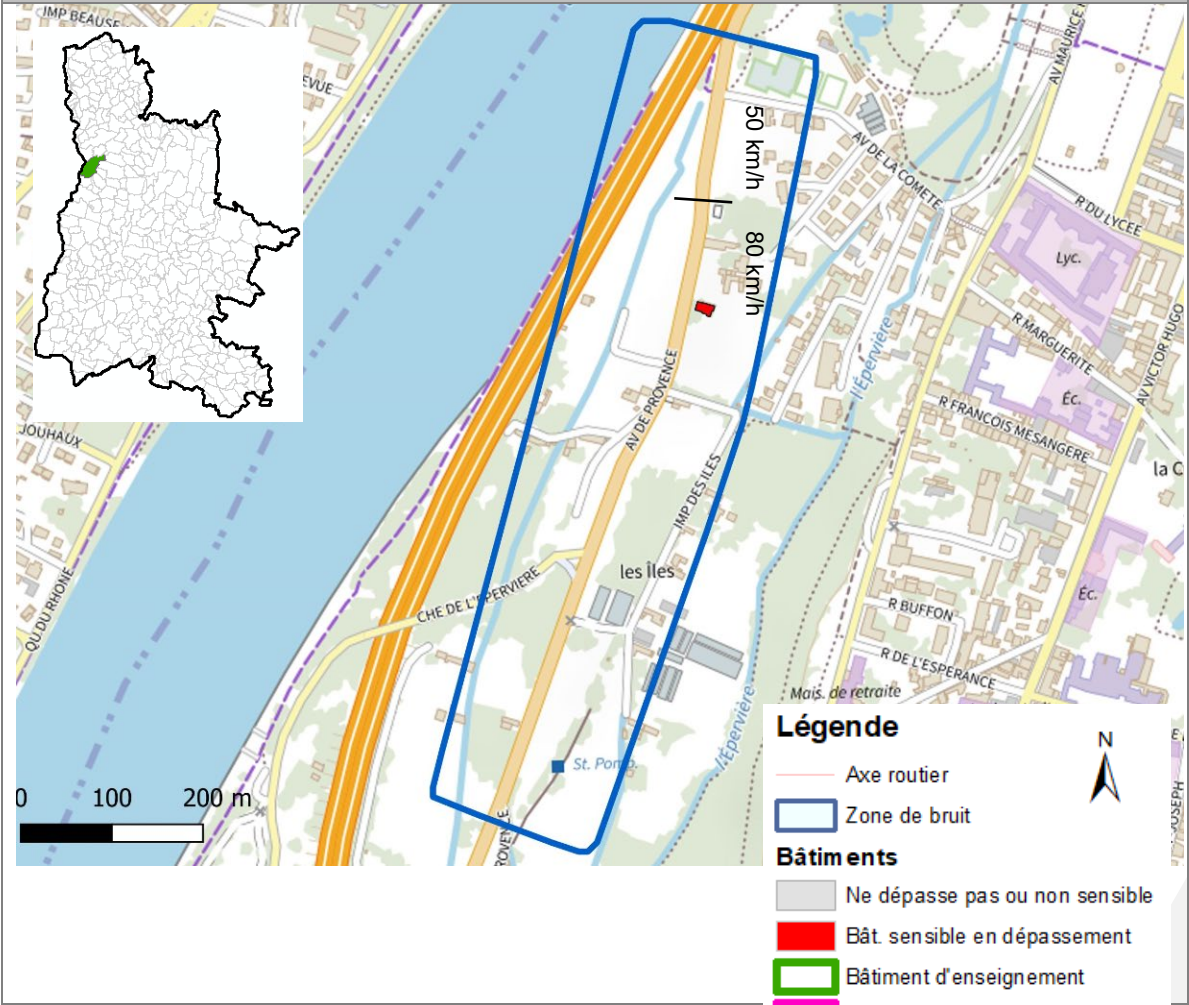 IMP BEAUSE
EVUE
AV MAURICE
50 km/h
AV DE LA COMETE
R DU LYCEE
80 km/h
Lyc.
l'Épervière
R MARGUERITE
AV VICTOR HUGO
Éc.
AV DE PROVENCE
R FRANCOIS MESANGERE
JOUHAUX
la C
IMP DES ILES
les Îles
CHE DE L'EPERVIERE
QU DU RHONE
Éc.
R BUFFON
R DE L'ESPERANCE
Mais. de retraite
l'Épervière
St. Pomp.
0 100 200 m
ROVENCE
JOSEPH
Légende
N
Axe routier
Zone de bruit
Bâtiments
Ne dépasse pas ou non sensible
Bât. sensible en dépassement
Bâtiment d'enseignement